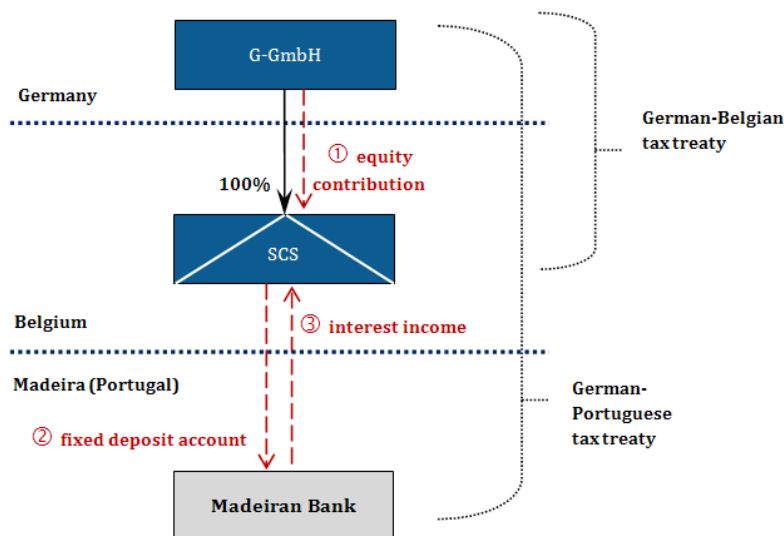 G-GmbH
Germany
German-Belgian
tax treaty
① equity
contribution
100%
SCS
Belgium
③ interest income
Madeira (Portugal)
German-
Portuguese
tax treaty
② fixed deposit account
Madeiran Bank